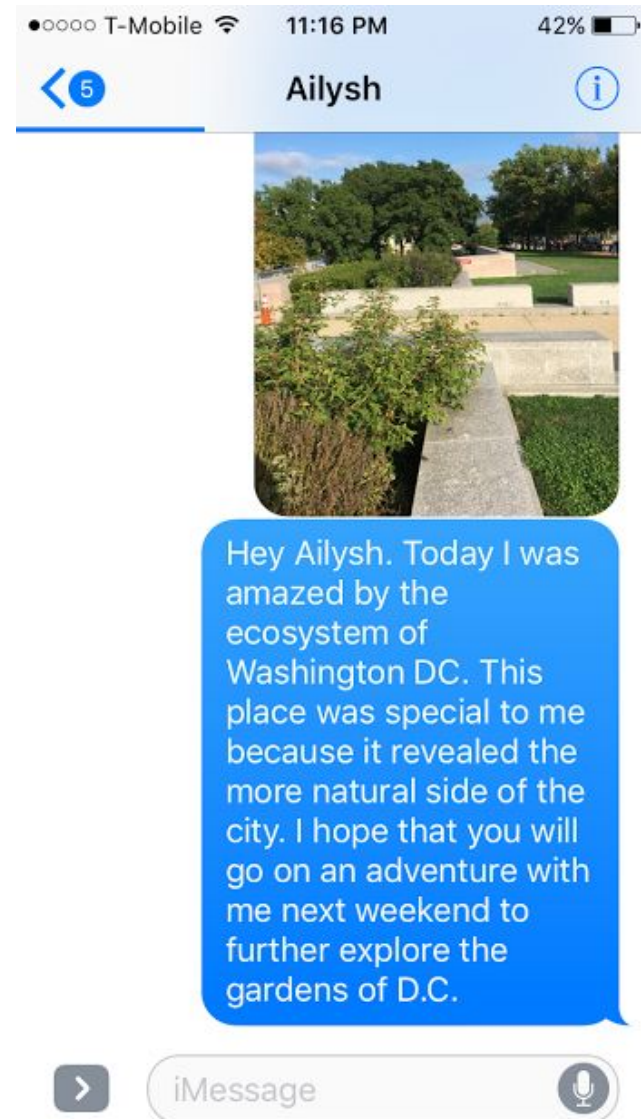 T-Mobile 11:16 PM 42%
5 Ailysh i
Hey Ailysh. Today I was
amazed by the
ecosystem of
Washington DC. This
place was special to me
because it revealed the
more natural side of the
city. I hope that you will
go on an adventure with
me next weekend to
further explore the
gardens of D.C.
iMessage